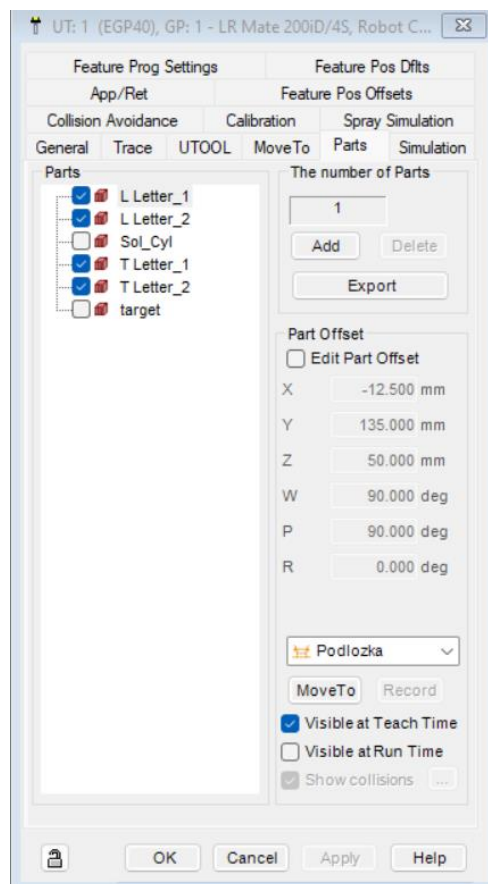 UT: 1 (EGP40), GP: 1 - LR Mate 200iD/4S, Robot C...
Feature Prog Settings
Feature Pos Dflts
App/Ret
Feature Pos Offsets
Collision Avoidance
Calibration
Spray Simulation
General
Trace
UTOOL
MoveTo
Parts
Simulation
Parts
L Letter_1
L Letter_2
Sol_Cyl
T Letter_1
T Letter_2
target
The number of Parts
1
Add
Delete
Export
Part Offset
Edit Part Offset
X -12.500 mm
Y 135.000 mm
Z 50.000 mm
W 90.000 deg
P 90.000 deg
R 0.000 deg
Podlozka
MoveTo
Record
Visible at Teach Time
Visible at Run Time
Show collisions
...
OK
Cancel
Apply
Help